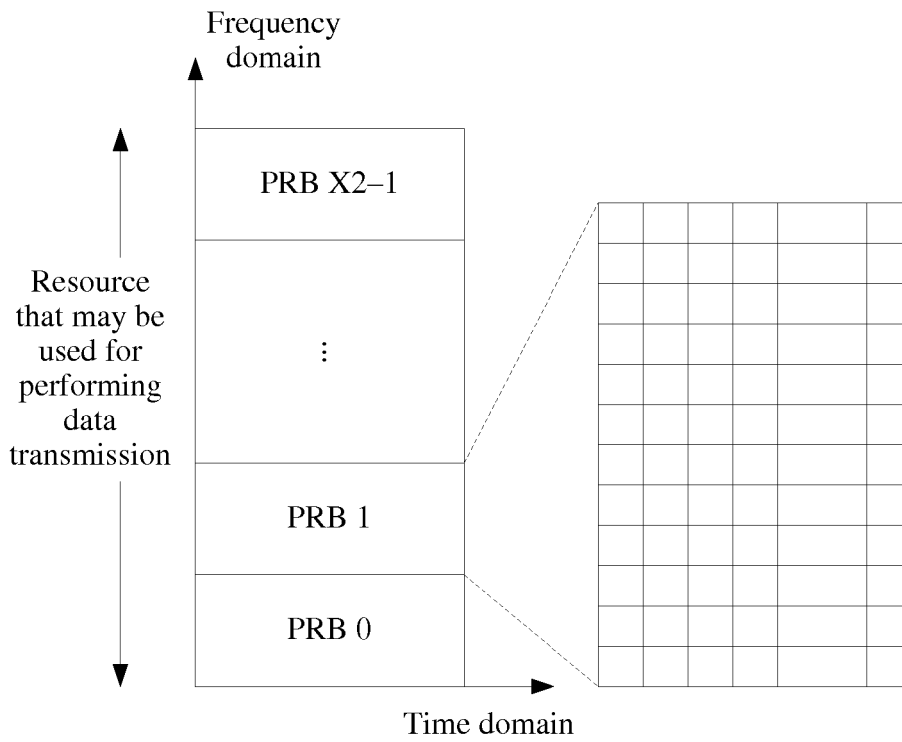 Frequency
domain
PRB X2–1
Resource
that may be
used for
performing
data
transmission
⋮
PRB 1
PRB 0
Time domain